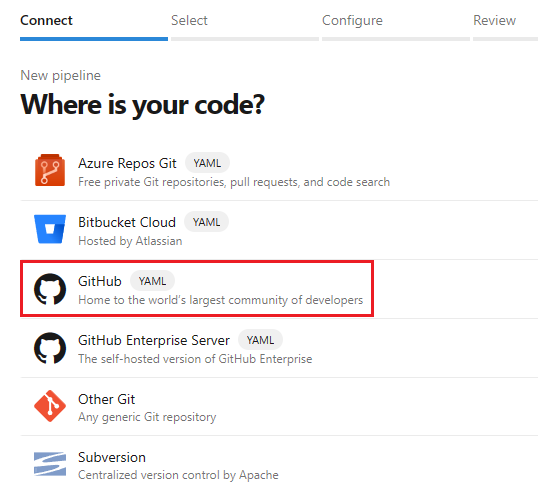 Connect Select Configure Review
New pipeline
Where is your code?
Azure Repos Git YAML
Free private Git repositories, pull requests, and code search
Bitbucket Cloud YAML
Hosted by Atlassian
GitHub YAML
Home to the world's largest community of developers
GitHub Enterprise Server YAML
The self-hosted version of GitHub Enterprise
Other Git
Any generic Git repository
Subversion
Centralized version control by Apache